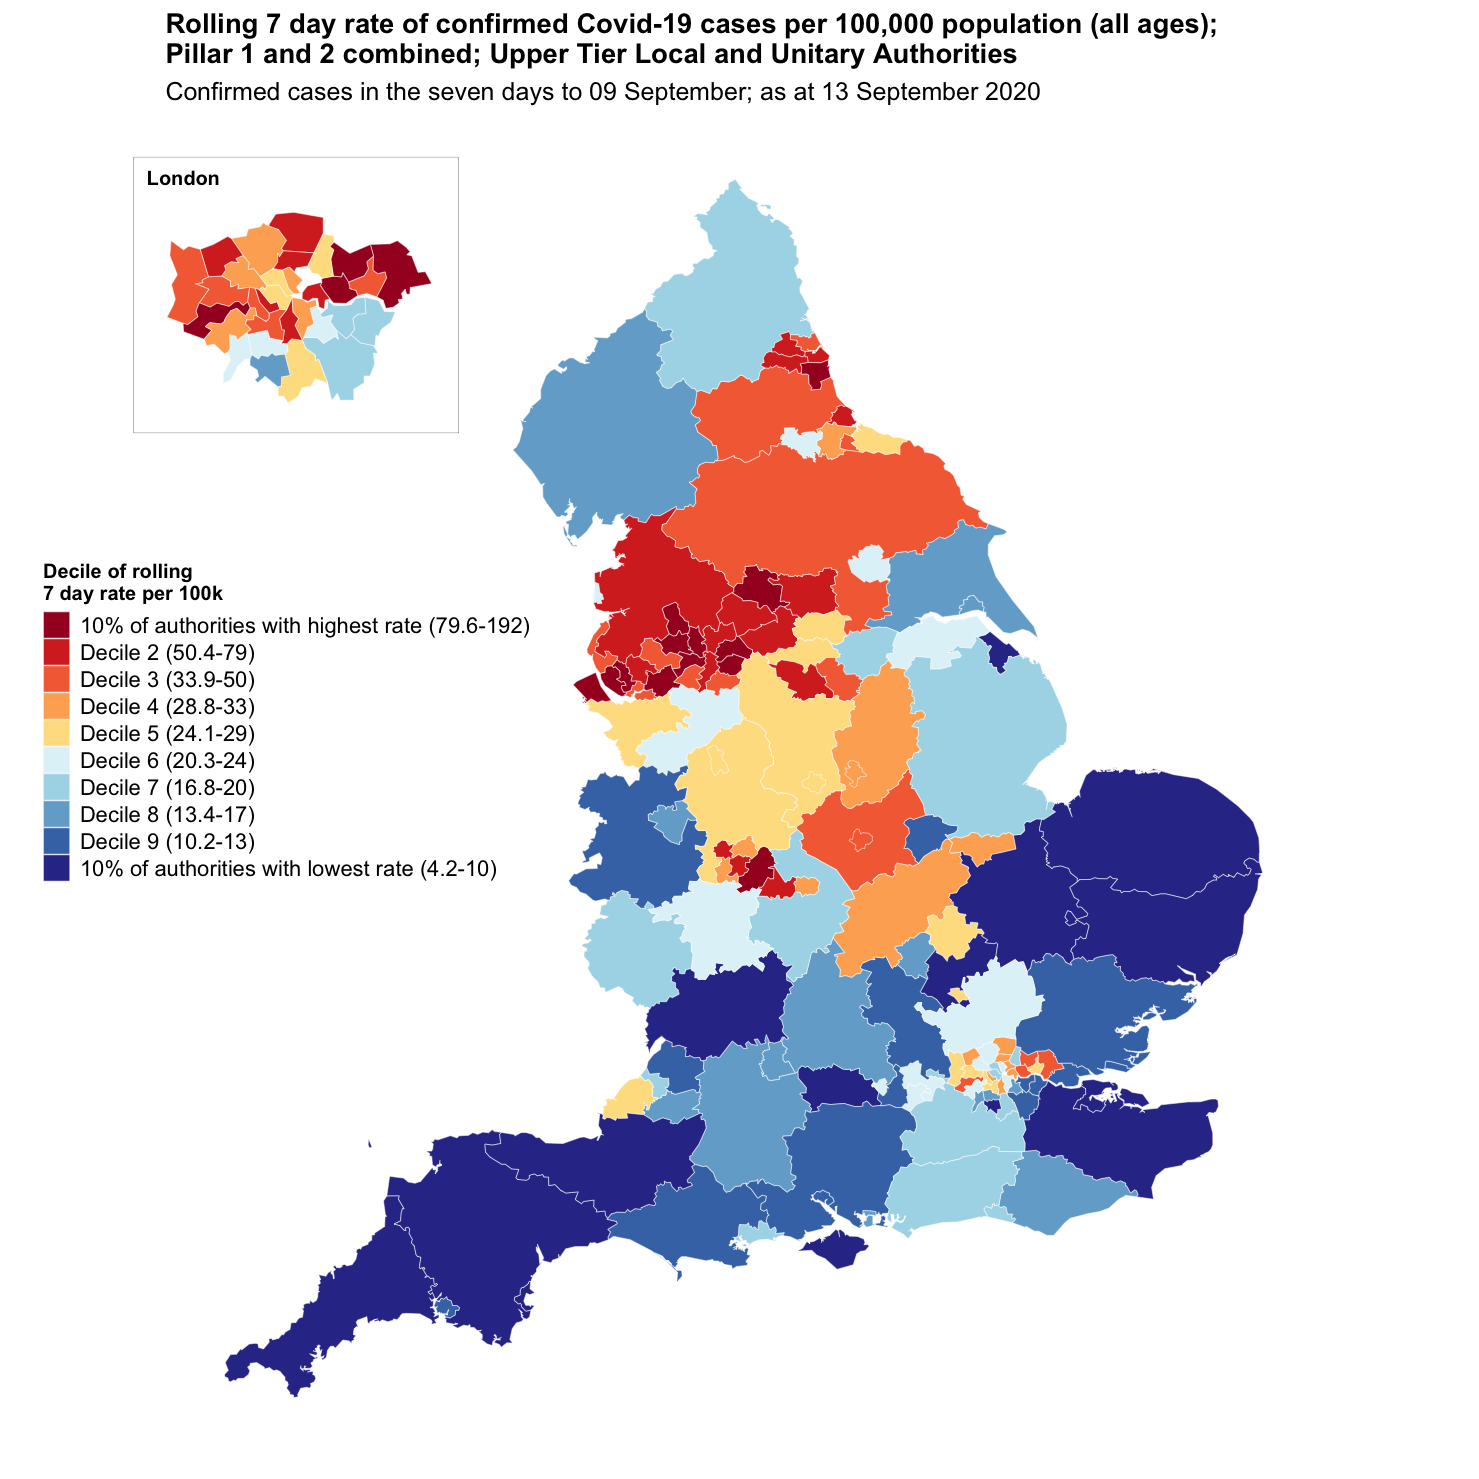 Rolling 7 day rate of confirmed Covid-19 cases per 100,000 population (all ages);
Pillar 1 and 2 combined; Upper Tier Local and Unitary Authorities
Confirmed cases in the seven days to 09 September; as at 13 September 2020
London
Decile of rolling
7 day rate per 100k
10% of authorities with highest rate (79.6-192)
Decile 2 (50.4-79)
Decile 3 (33.9-50)
Decile 4 (28.8-33)
Decile 5 (24.1-29)
Decile 6 (20.3-24)
Decile 7 (16.8-20)
Decile 8 (13.4-17)
Decile 9 (10.2-13)
10% of authorities with lowest rate (4.2-10)